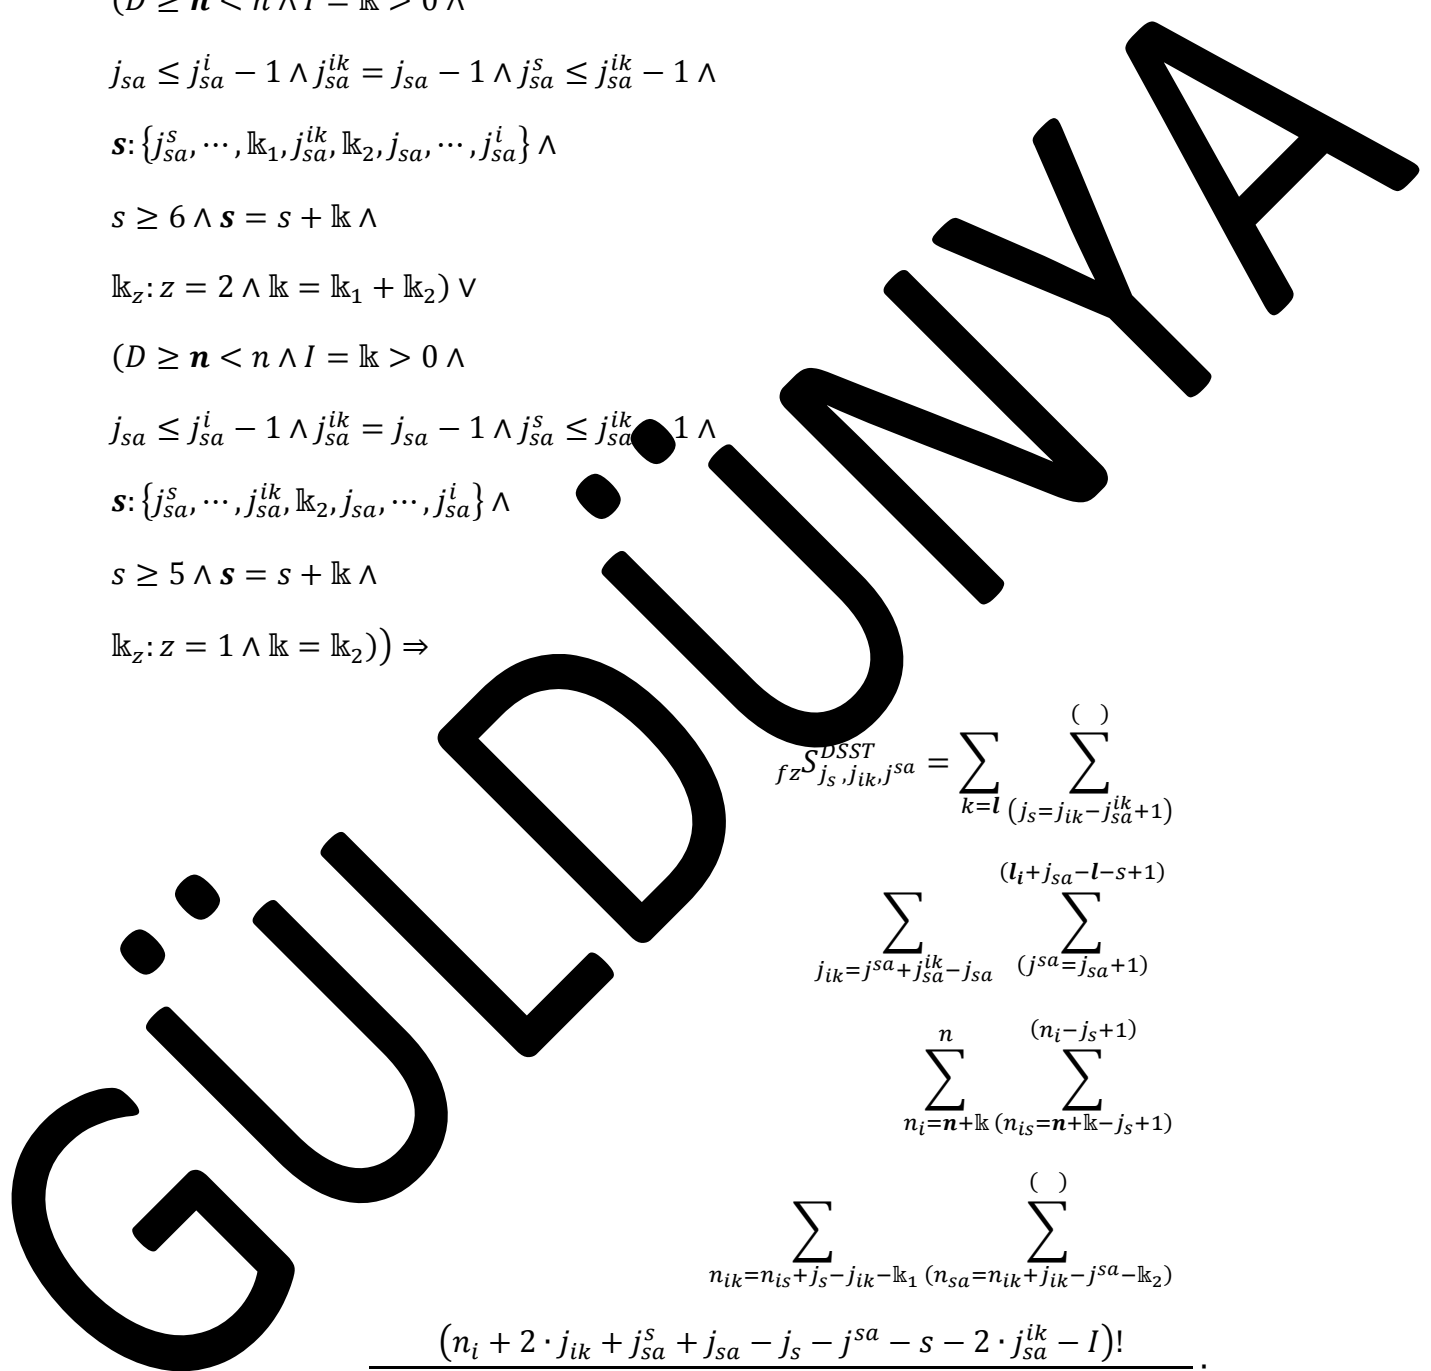 (D ≥ 𝒏 < n ∧ I = 𝕜 > 0 ∧
j_{sa} ≤ j_{sa}^{i} − 1 ∧ j_{sa}^{ik} = j_{sa} − 1 ∧ j_{sa}^{s} ≤ j_{sa}^{ik} − 1 ∧
𝒔: {j_{sa}^{s}, ⋯ , 𝕜_1, j_{sa}^{ik}, 𝕜_2, j_{sa}, ⋯ , j_{sa}^{i}} ∧
s ≥ 6 ∧ 𝒔 = s + 𝕜 ∧
𝕜_z: z = 2 ∧ 𝕜 = 𝕜_1 + 𝕜_2) ∨
(D ≥ 𝒏 < n ∧ I = 𝕜 > 0 ∧
j_{sa} ≤ j_{sa}^{i} − 1 ∧ j_{sa}^{ik} = j_{sa} − 1 ∧ j_{sa}^{s} ≤ j_{sa}^{ik} 1 ∧
𝒔: {j_{sa}^{s}, ⋯ , j_{sa}^{ik}, 𝕜_2, j_{sa}, ⋯ , j_{sa}^{i}} ∧
s ≥ 5 ∧ 𝒔 = s + 𝕜 ∧
𝕜_z: z = 1 ∧ 𝕜 = 𝕜_2)) ⇒
_{fz}S_{j_s,j_{ik},j^{sa}}^{DSST} = ∑_{k=𝒍} ∑_{(j_s=j_{ik}−j_{sa}^{ik}+1)}^{( )}
∑_{j_{ik}=j^{sa}+j_{sa}^{ik}−j_{sa}} ∑_{(j^{sa}=j_{sa}+1)}^{(𝒍_𝒊+j_{sa}−𝒍−s+1)}
∑_{n_i=𝒏+𝕜}^{n} ∑_{(n_{is}=𝒏+𝕜−j_s+1)}^{(n_i−j_s+1)}
∑_{n_{ik}=n_{is}+j_s−j_{ik}−𝕜_1} ∑_{(n_{sa}=n_{ik}+j_{ik}−j^{sa}−𝕜_2)}^{( )}
(n_i + 2 · j_{ik} + j_{sa}^{s} + j_{sa} − j_s − j^{sa} − s − 2 · j_{sa}^{ik} − I)! ·
GÜLDÜNYA